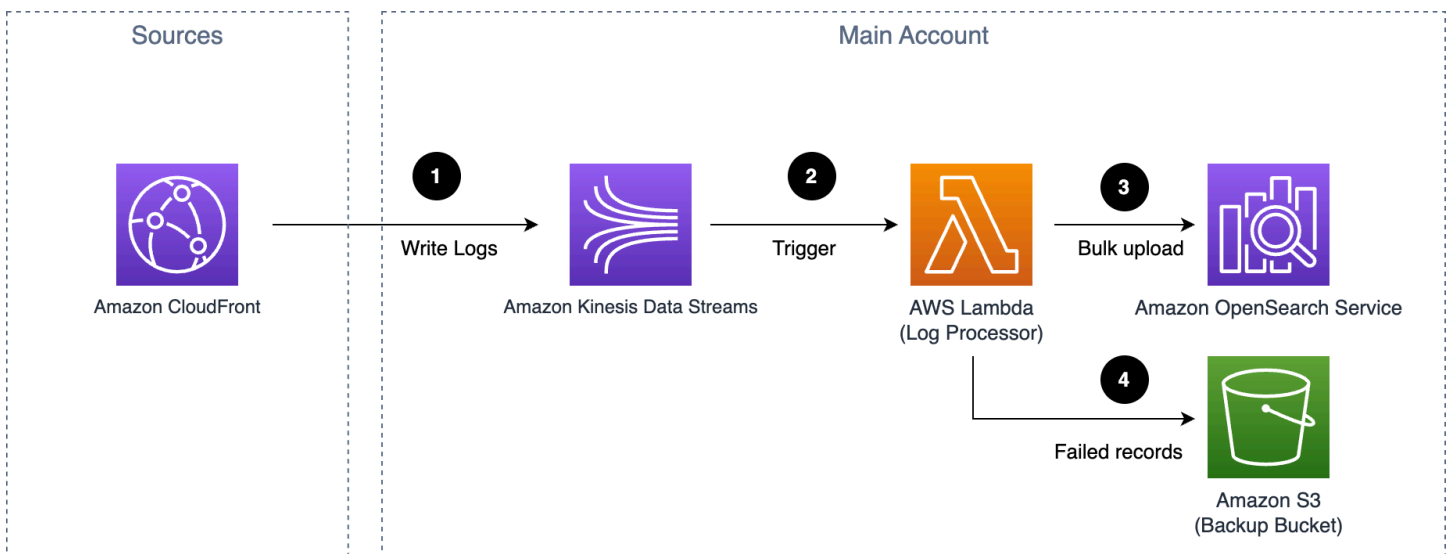 Sources
Main Account
1
2
3
Write Logs
Trigger
Bulk upload
Amazon CloudFront
Amazon Kinesis Data Streams
AWS Lambda
(Log Processor)
Amazon OpenSearch Service
4
Failed records
Amazon S3
(Backup Bucket)